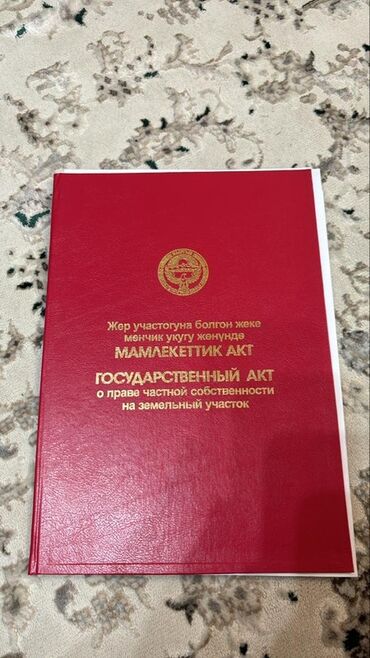 Жер участогуна болгон жеке
менчик укугу жөнүндө
МАМЛЕКЕТТИК АКТ
ГОСУДАРСТВЕННЫЙ АКТ
о праве частной собственности
на земельный участок